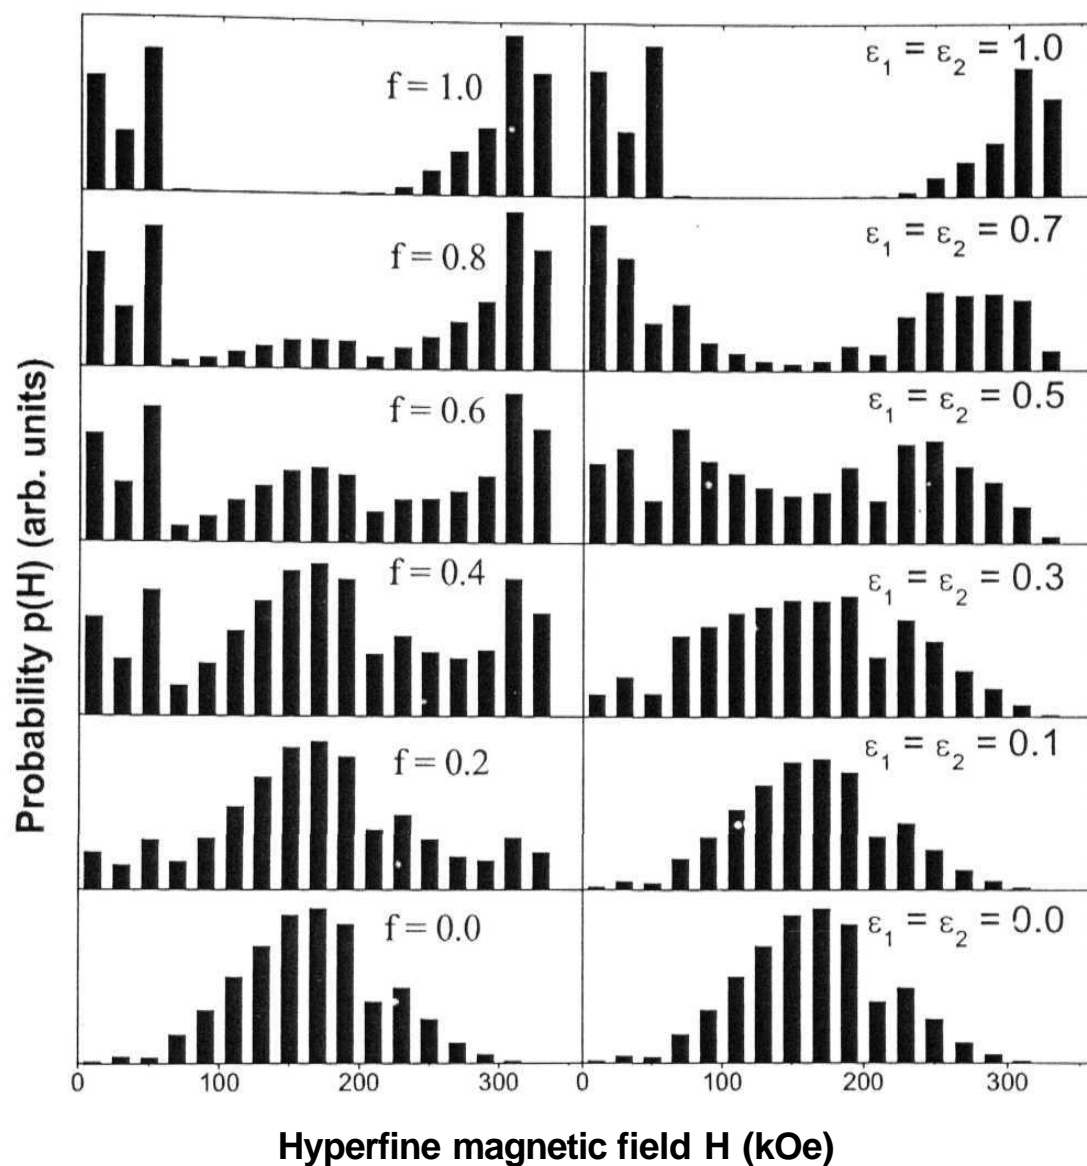 f = 1.0
ε1 = ε2 = 1.0
f = 0.8
ε1 = ε2 = 0.7
f = 0.6
ε1 = ε2 = 0.5
f = 0.4
ε1 = ε2 = 0.3
f = 0.2
ε1 = ε2 = 0.1
f = 0.0
ε1 = ε2 = 0.0
Probability p(H) (arb. units)
0 100 200 300 0 100 200 300
Hyperfine magnetic field H (kOe)